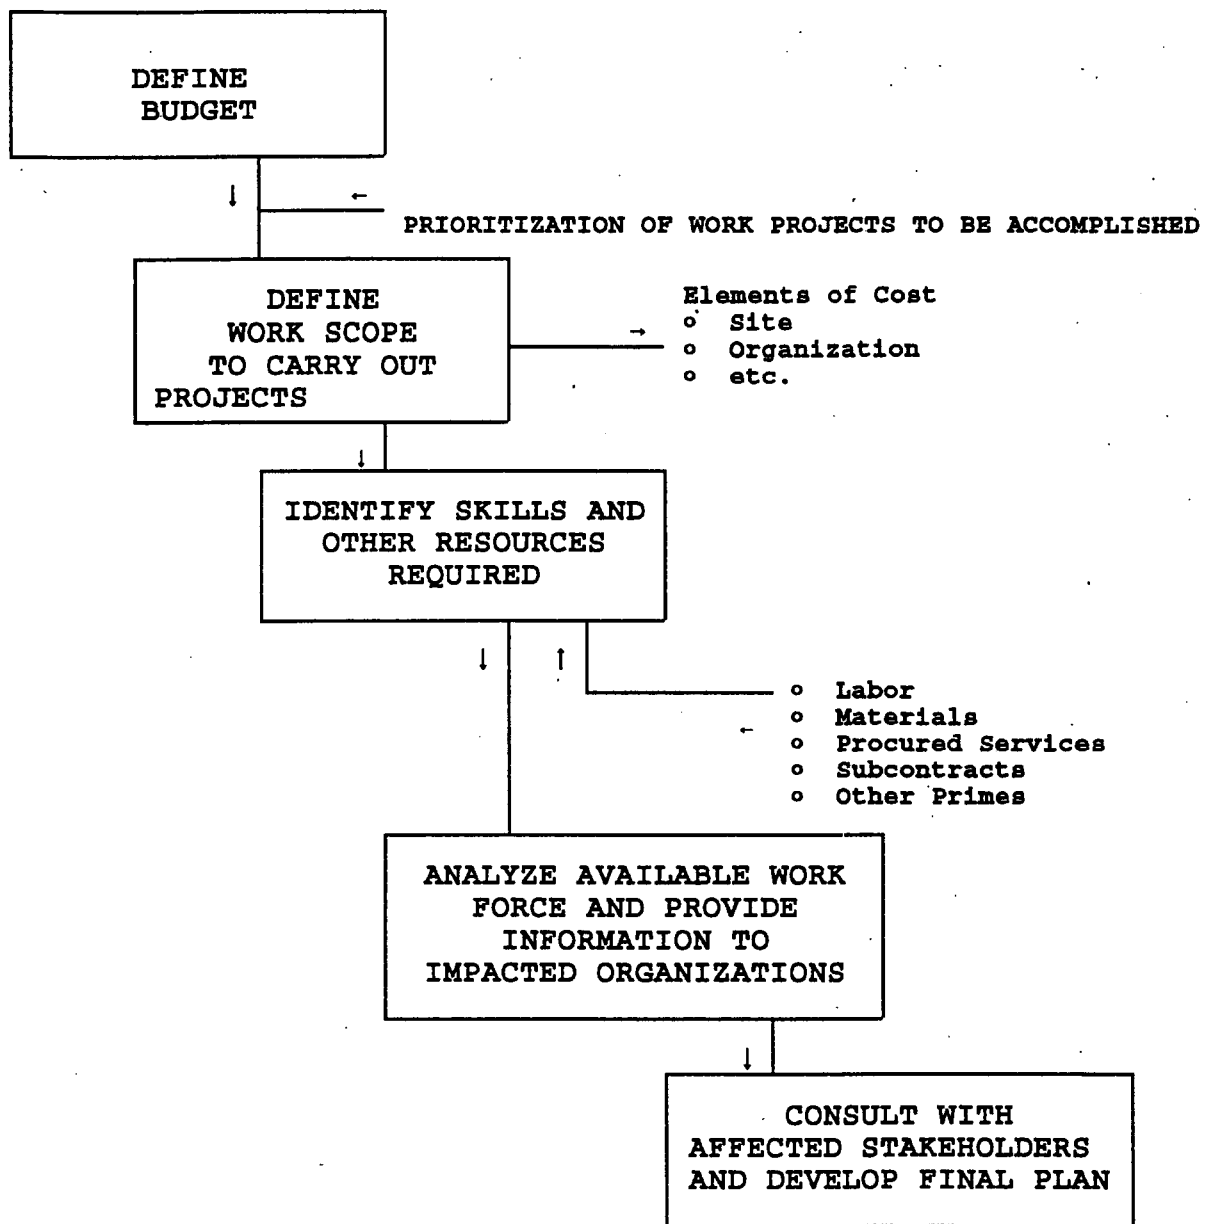 DEFINE
BUDGET
↓
←
PRIORITIZATION OF WORK PROJECTS TO BE ACCOMPLISHED
DEFINE
WORK SCOPE
TO CARRY OUT
PROJECTS
→
Elements of Cost
o Site
o Organization
o etc.
↓
IDENTIFY SKILLS AND
OTHER RESOURCES
REQUIRED
↓ ↑
o Labor
o Materials
←
o Procured Services
o Subcontracts
o Other Primes
ANALYZE AVAILABLE WORK
FORCE AND PROVIDE
INFORMATION TO
IMPACTED ORGANIZATIONS
↓
CONSULT WITH
AFFECTED STAKEHOLDERS
AND DEVELOP FINAL PLAN